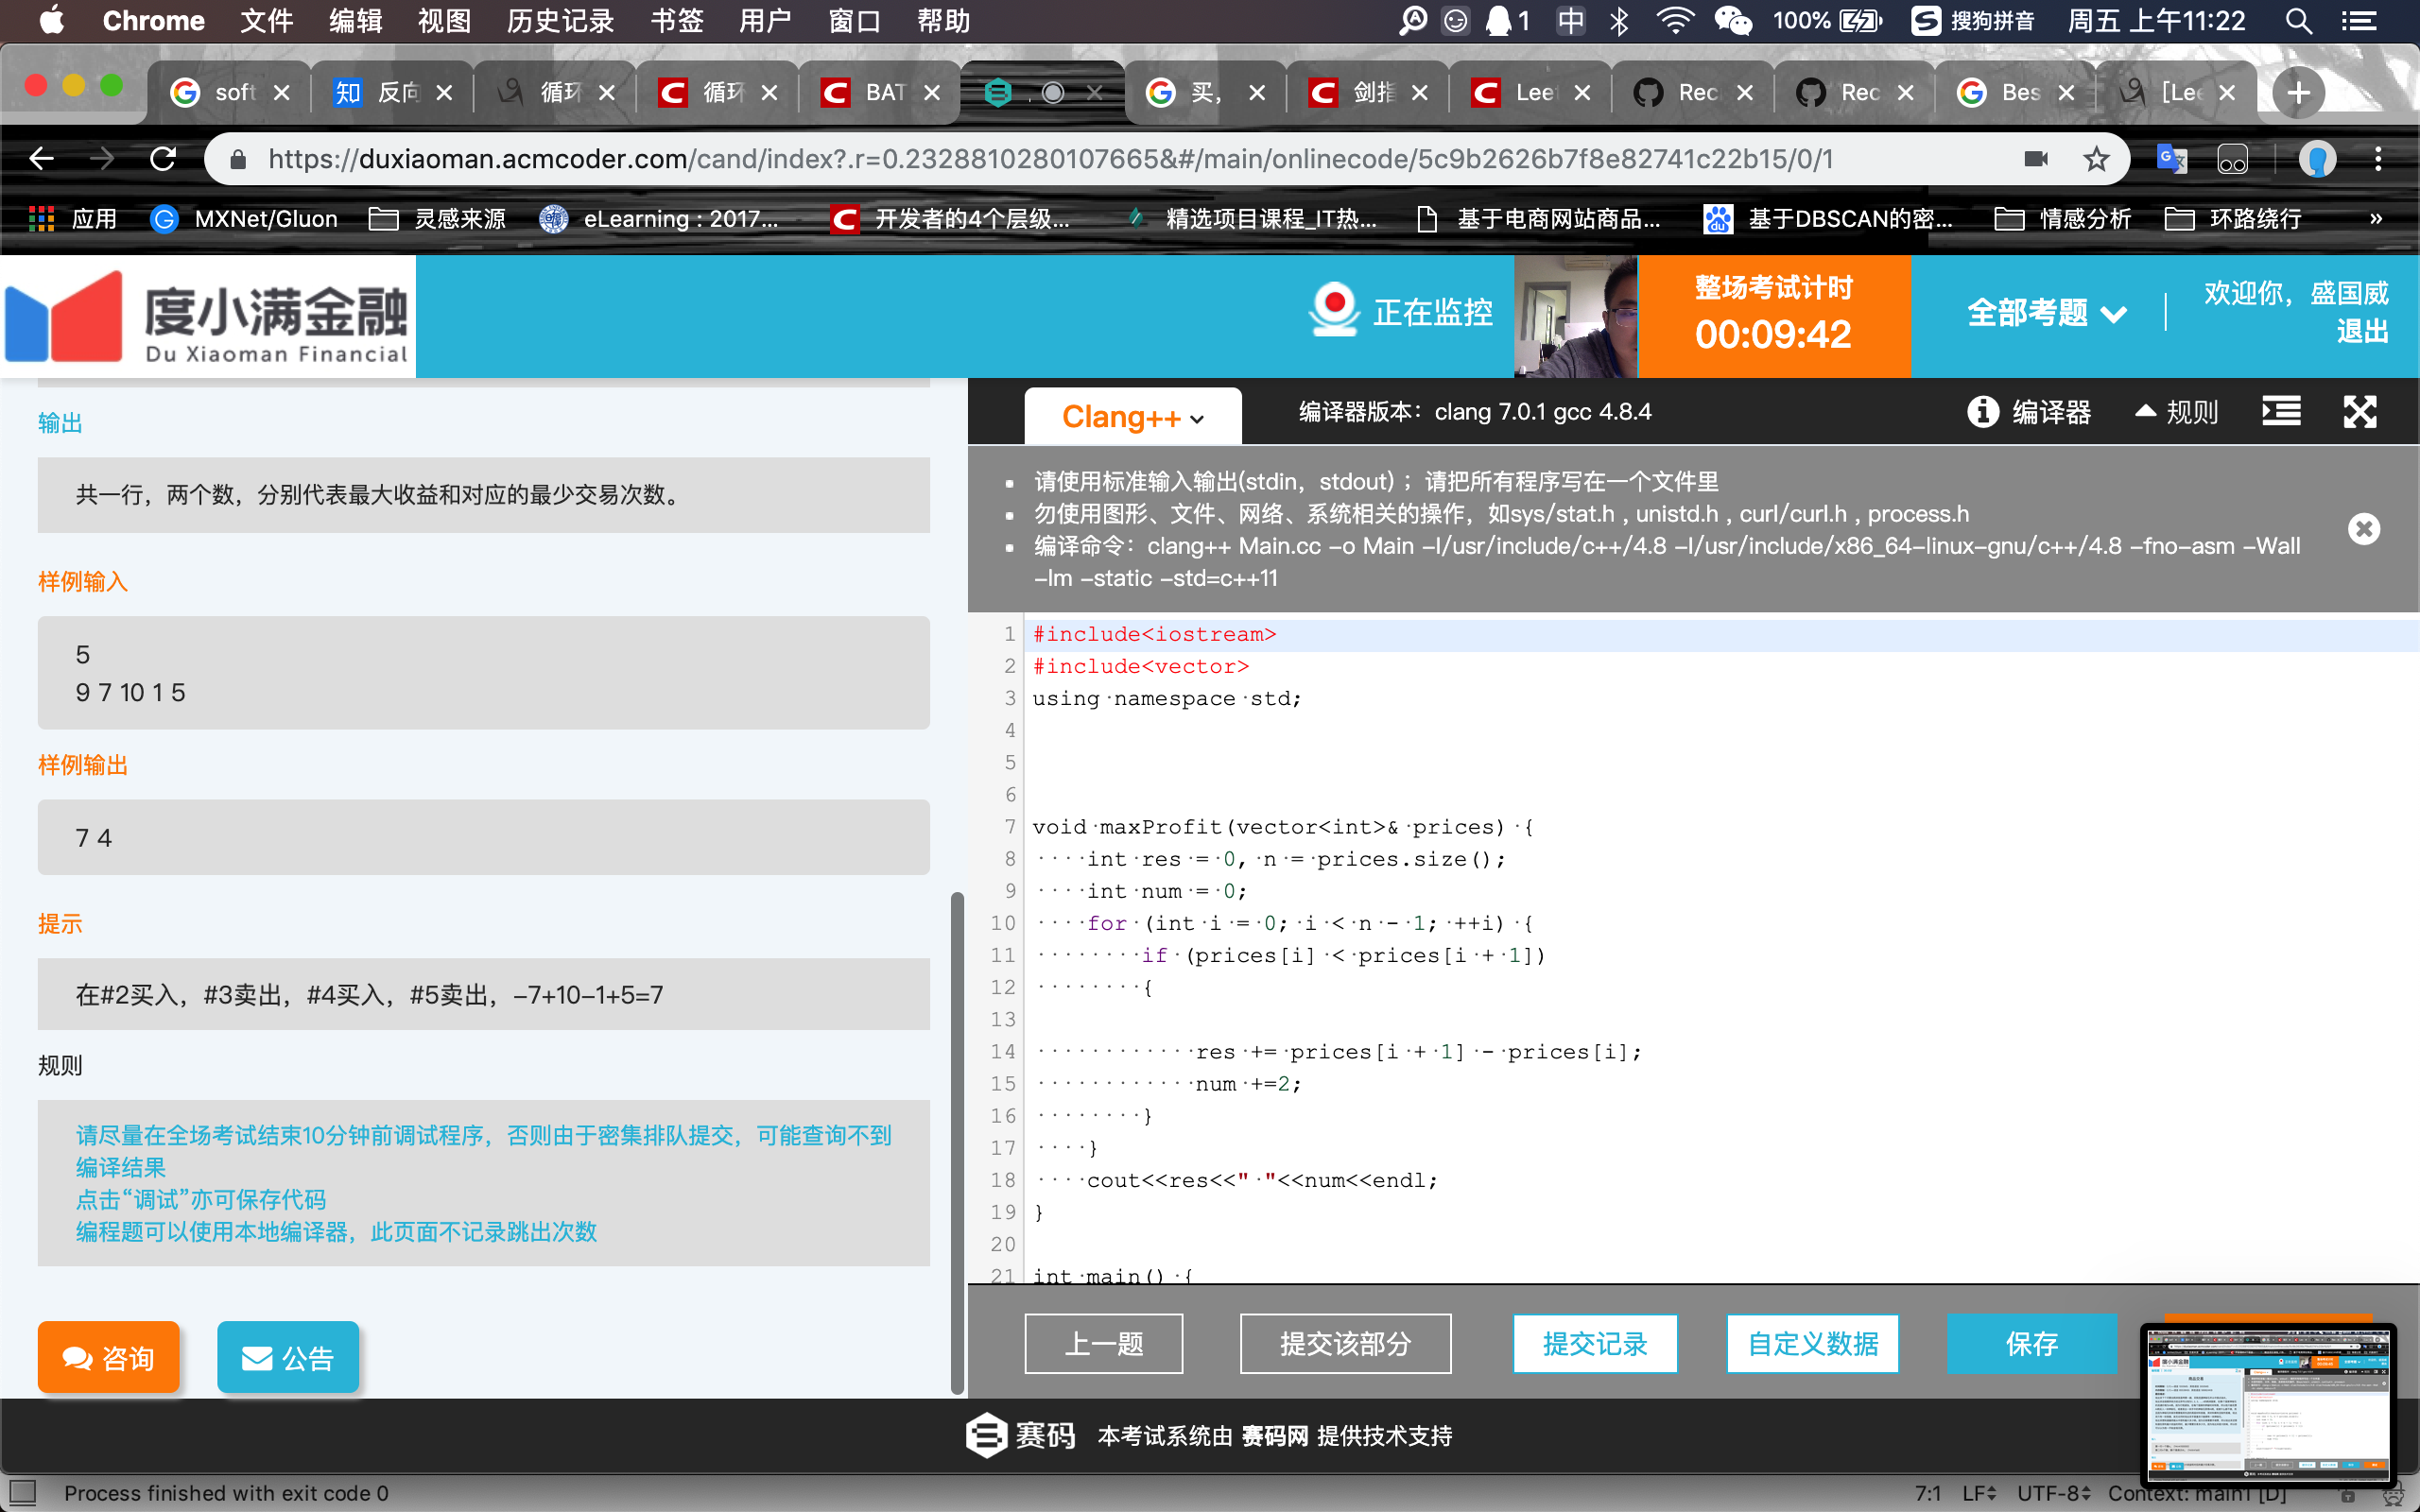 Chrome 文件 编辑 视图 历史记录 书签 用户 窗口 帮助 1 中 100% 搜狗拼音 周五 上午11:22
soft 知 反向 循环 循环 BAT 买, 剑指 Leet Rec Rec Bes [Lee
https://duxiaoman.acmcoder.com/cand/index?.r=0.2328810280107665&#/main/onlinecode/5c9b2626b7f8e82741c22b15/0/1
应用 MXNet/Gluon 灵感来源 eLearning : 2017... 开发者的4个层级... 精选项目课程_IT热... 基于电商网站商品... 基于DBSCAN的密... 情感分析 环路绕行 »
度小满金融
Du Xiaoman Financial
正在监控
整场考试计时
00:09:42
全部考题
欢迎你，盛国威
退出
输出
共一行，两个数，分别代表最大收益和对应的最少交易次数。
样例输入
5
9 7 10 1 5
样例输出
7 4
提示
在#2买入，#3卖出，#4买入，#5卖出，-7+10-1+5=7
规则
请尽量在全场考试结束10分钟前调试程序，否则由于密集排队提交，可能查询不到
编译结果
点击“调试”亦可保存代码
编程题可以使用本地编译器，此页面不记录跳出次数
咨询 公告
Clang++ 编译器版本：clang 7.0.1 gcc 4.8.4 编译器 规则
请使用标准输入输出(stdin，stdout) ；请把所有程序写在一个文件里
勿使用图形、文件、网络、系统相关的操作，如sys/stat.h , unistd.h , curl/curl.h , process.h
编译命令：clang++ Main.cc -o Main -I/usr/include/c++/4.8 -I/usr/include/x86_64-linux-gnu/c++/4.8 -fno-asm -Wall
-lm -static -std=c++11
1 #include<iostream>
2 #include<vector>
3 using namespace std;
4
5
6
7 void maxProfit(vector<int>& prices) {
8     int res = 0, n = prices.size();
9     int num = 0;
10     for (int i = 0; i < n - 1; ++i) {
11         if (prices[i] < prices[i + 1])
12         {
13
14             res += prices[i + 1] - prices[i];
15             num +=2;
16         }
17     }
18     cout<<res<<" "<<num<<endl;
19 }
20
21 int main() {
上一题 提交该部分 提交记录 自定义数据 保存
赛码 本考试系统由 赛码网 提供技术支持
Process finished with exit code 0 7:1 LF UTF-8 Context: main1 [D]